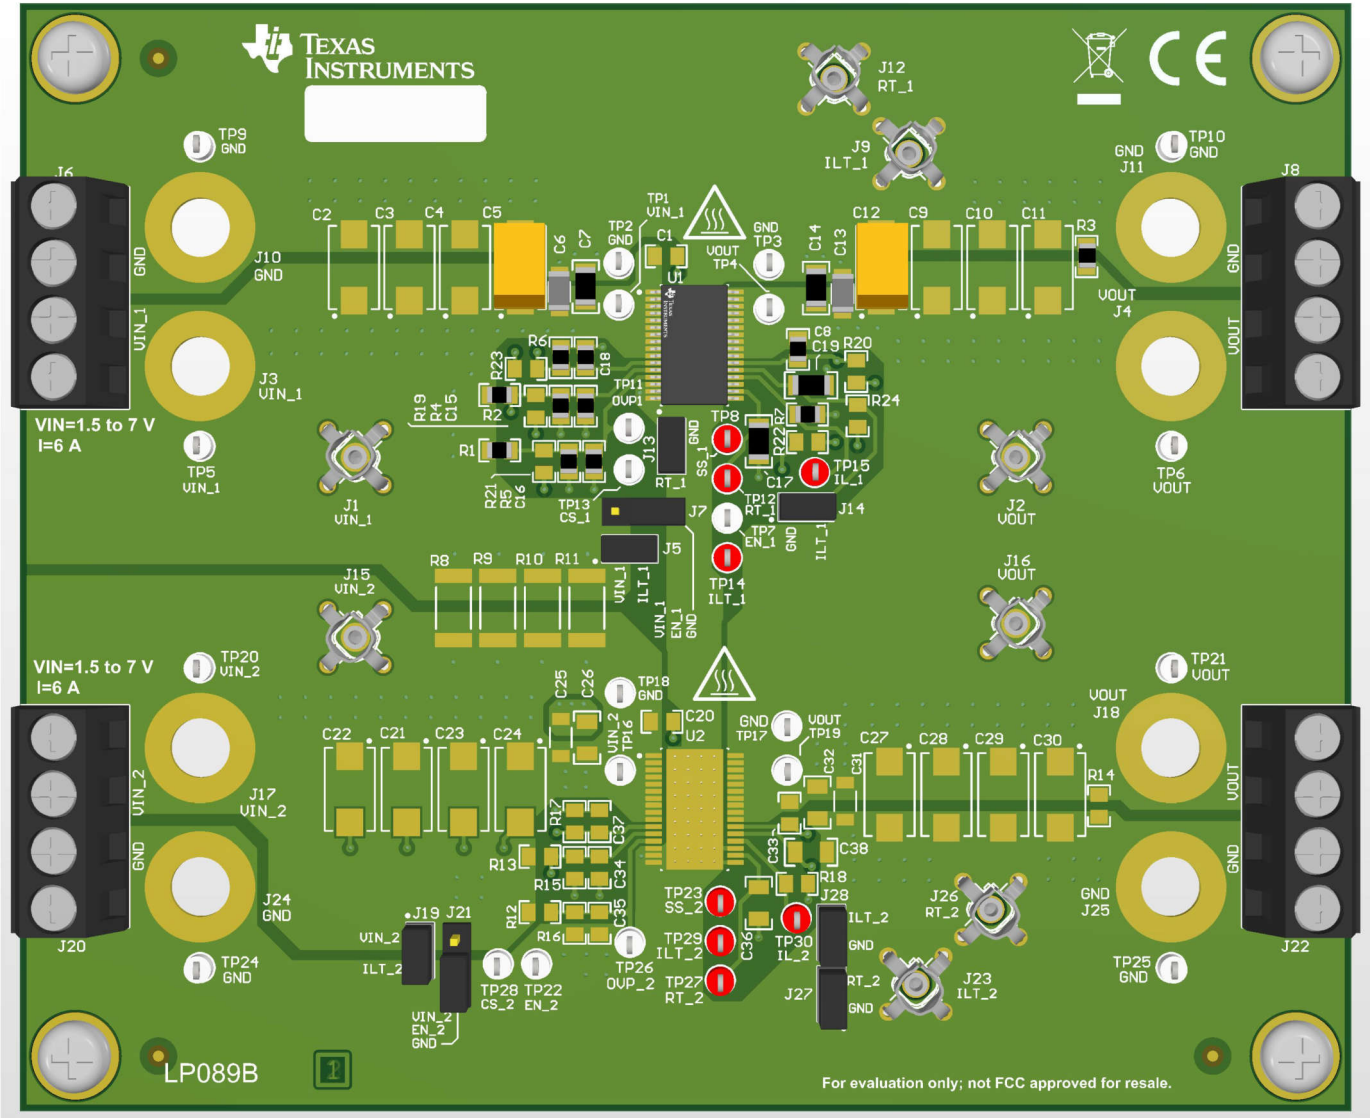 TEXAS
INSTRUMENTS
J12
RT_1
J9
ILT_1
TP9
GND
TP10
GND
GND
J11
J6
J8
TP1
VIN_1
TP2
GND
GND
TP3
VOUT
TP4
C2
C3
C4
C5
C6
C7
C1
U1
C14
C13
C12
C9
C10
C11
R3
J10
GND
GND
VIN_1
GND
VOUT
VOUT
J4
TEXAS
INSTRUMENTS
J3
VIN_1
R6
C18
R23
R2
R19
R4
C15
TP11
OVP1
C8
C19
R20
R24
R7
R22
TP8
SS_1
C17
TP15
IL_1
J13
GND
RT_1
VIN=1.5 to 7 V
I=6 A
TP5
VIN_1
TP6
VOUT
R1
R21
R5
C16
TP13
CS_1
TP12
RT_1
TP7
EN_1
J14
GND
ILT_1
J7
J5
J1
VIN_1
J2
VOUT
TP14
ILT_1
VIN_1
ILT_1
VIN_1
EN_1
GND
R8
R9
R10
R11
J15
VIN_2
J16
VOUT
VIN=1.5 to 7 V
I=6 A
TP20
VIN_2
TP21
VOUT
VOUT
J18
TP18
GND
C25
C26
VIN_2
TP16
C20
U2
GND
TP17
VOUT
TP19
C22
C21
C23
C24
C32
C31
C27
C28
C29
C30
R14
VIN_2
GND
J17
VIN_2
VOUT
GND
R17
C37
R13
R15
C34
R12
R16
C35
C33
C38
R18
J28
TP23
SS_2
TP29
ILT_2
TP27
RT_2
C36
TP30
IL_2
ILT_2
GND
RT_2
GND
J27
J26
RT_2
J23
ILT_2
GND
J25
TP25
GND
J22
J24
GND
J20
TP24
GND
J19
J21
VIN_2
ILT_2
VIN_2
EN_2
GND
TP28
CS_2
TP22
EN_2
TP26
OVP_2
LP089B
1
For evaluation only; not FCC approved for resale.